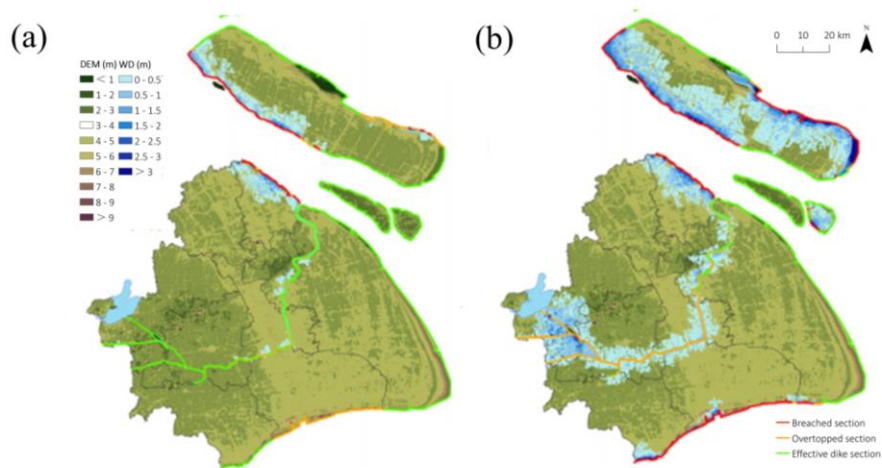 (a)
DEM (m) WD (m)
< 1 0 - 0.5
1 - 2 0.5 - 1
2 - 3 1 - 1.5
3 - 4 1.5 - 2
4 - 5 2 - 2.5
5 - 6 2.5 - 3
6 - 7 > 3
7 - 8
8 - 9
> 9
(b)
0 10 20 km
N
Breached section
Overtopped section
Effective dike section